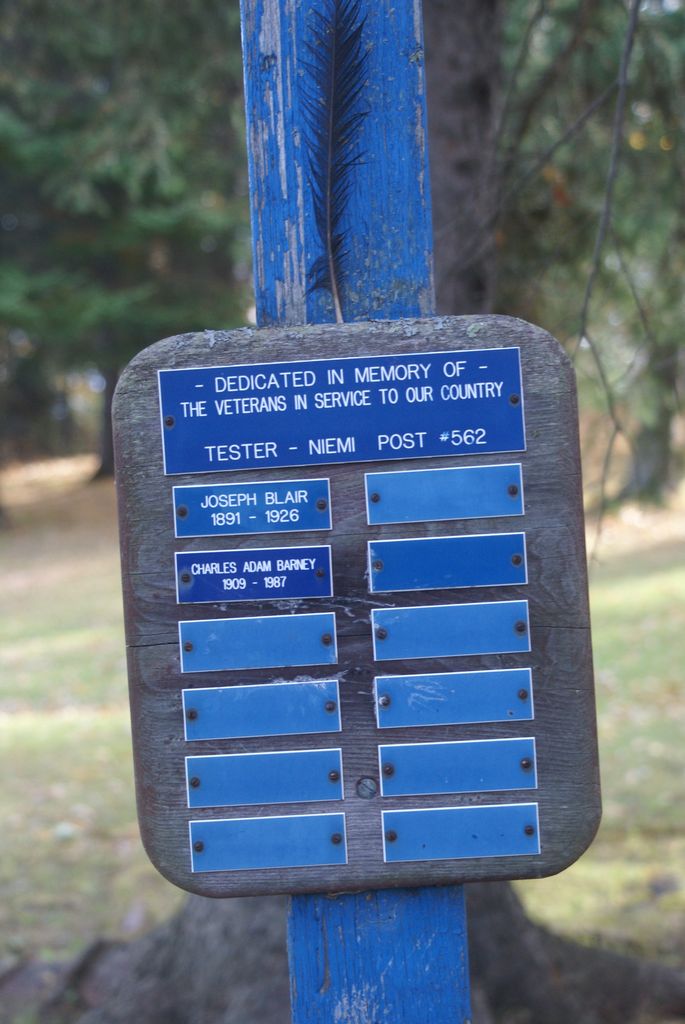 - DEDICATED IN MEMORY OF -
THE VETERANS IN SERVICE TO OUR COUNTRY
TESTER - NIEMI POST #562
JOSEPH BLAIR
1891 - 1926
CHARLES ADAM BARNEY
1909 - 1987